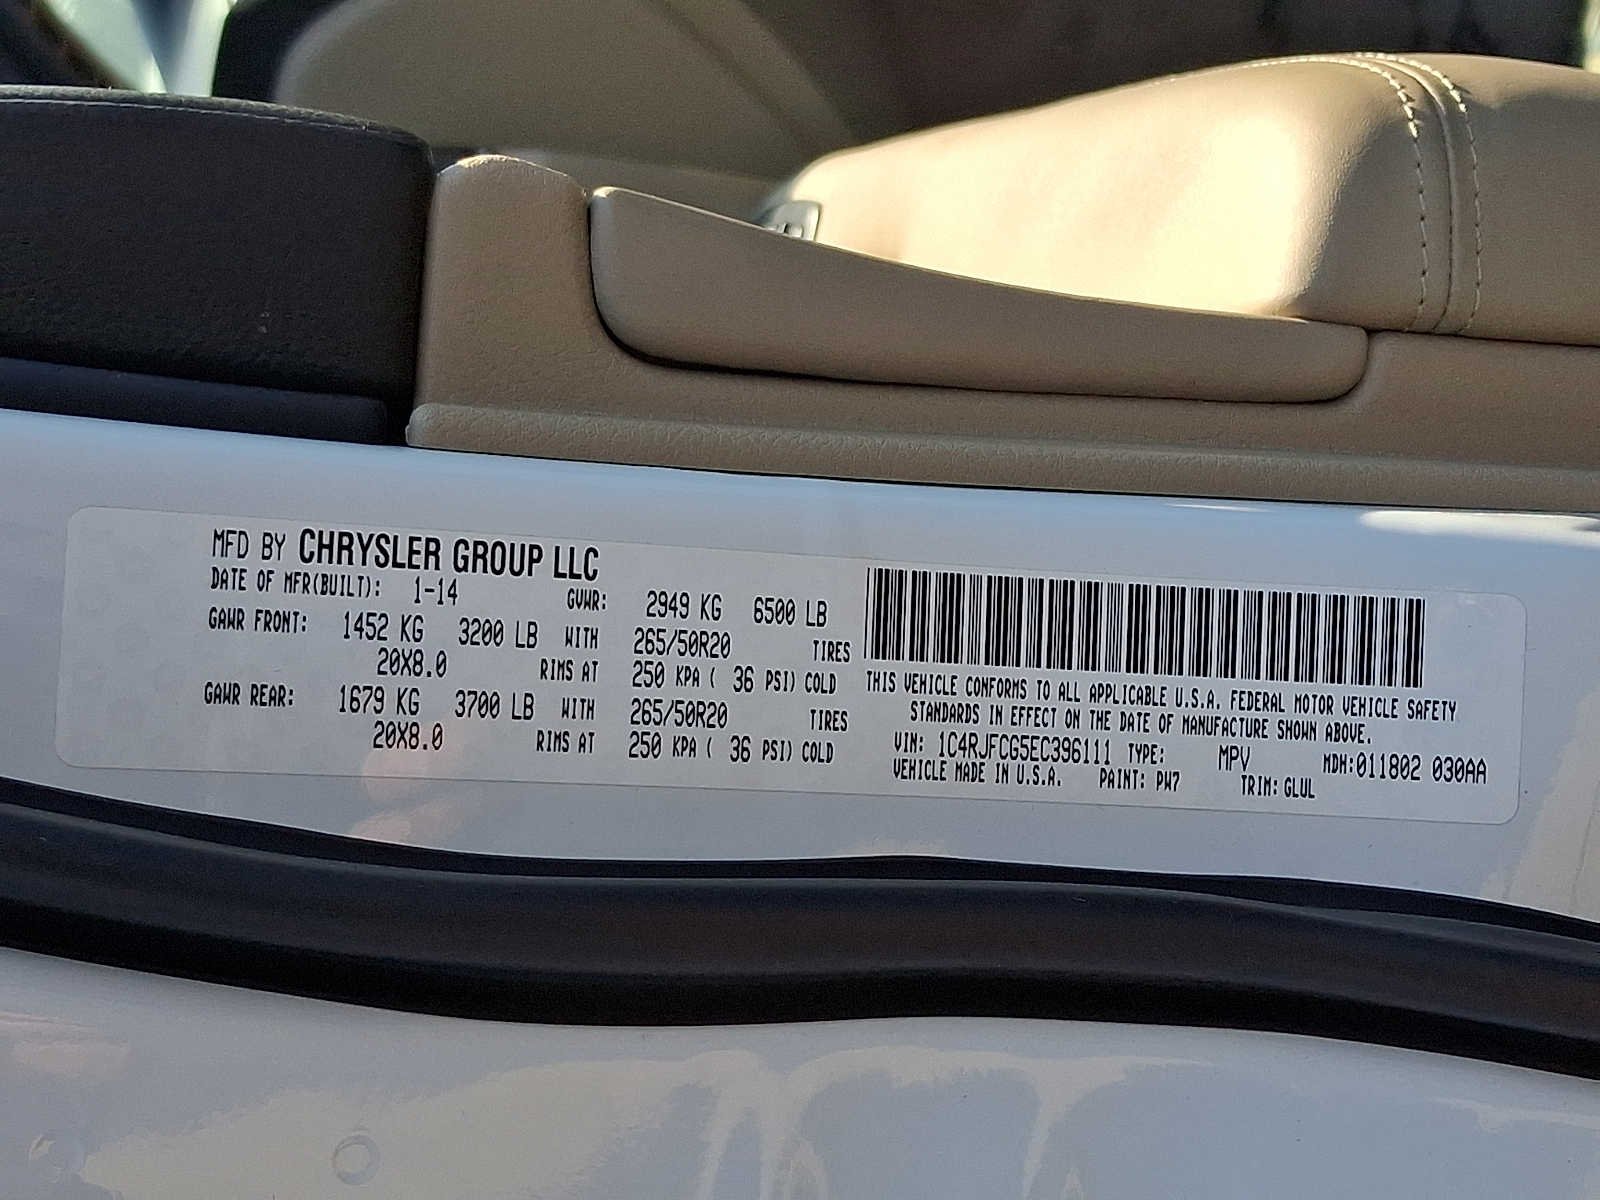 MFD BY CHRYSLER GROUP LLC
DATE OF MFR(BUILT): 1-14 GVWR: 2949 KG 6500 LB
GAWR FRONT: 1452 KG 3200 LB WITH 265/50R20 TIRES
20X8.0 RIMS AT 250 KPA ( 36 PSI) COLD
GAWR REAR: 1679 KG 3700 LB WITH 265/50R20 TIRES
20X8.0 RIMS AT 250 KPA ( 36 PSI) COLD
THIS VEHICLE CONFORMS TO ALL APPLICABLE U.S.A. FEDERAL MOTOR VEHICLE SAFETY
STANDARDS IN EFFECT ON THE DATE OF MANUFACTURE SHOWN ABOVE.
VIN: 1C4RJFCG5EC396111 TYPE: MPV MDH:011802 030AA
VEHICLE MADE IN U.S.A. PAINT: PW7 TRIM: GLUL